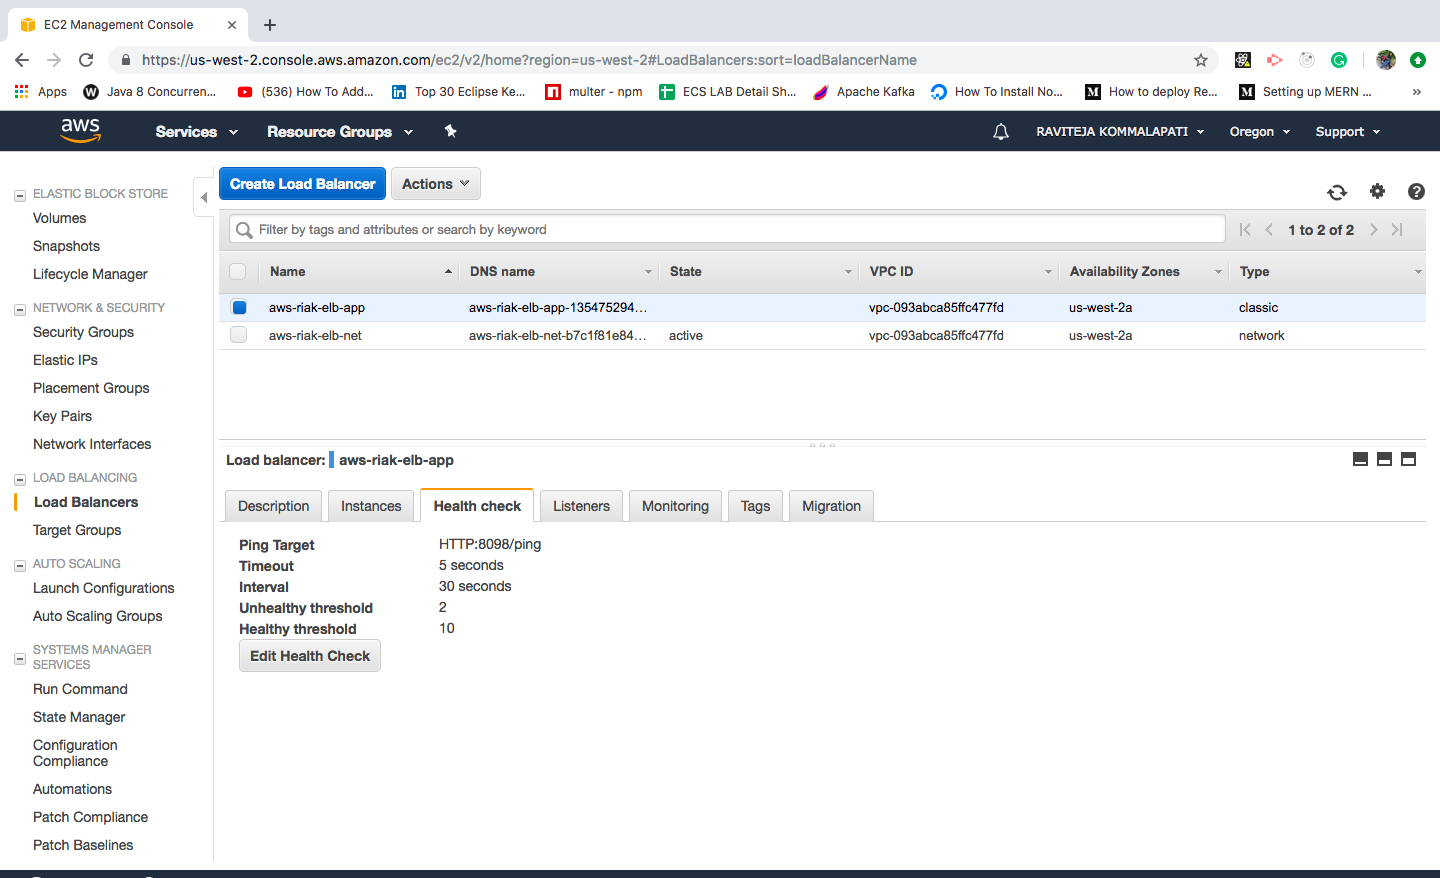 EC2 Management Console
https://us-west-2.console.aws.amazon.com/ec2/v2/home?region=us-west-2#LoadBalancers:sort=loadBalancerName
Apps
Java 8 Concurren...
(536) How To Add...
Top 30 Eclipse Ke...
multer - npm
ECS LAB Detail Sh...
Apache Kafka
How To Install No...
How to deploy Re...
Setting up MERN ...
aws
Services
Resource Groups
RAVITEJA KOMMALAPATI
Oregon
Support
ELASTIC BLOCK STORE
Volumes
Snapshots
Lifecycle Manager
NETWORK & SECURITY
Security Groups
Elastic IPs
Placement Groups
Key Pairs
Network Interfaces
LOAD BALANCING
Load Balancers
Target Groups
AUTO SCALING
Launch Configurations
Auto Scaling Groups
SYSTEMS MANAGER
SERVICES
Run Command
State Manager
Configuration
Compliance
Automations
Patch Compliance
Patch Baselines
Create Load Balancer
Actions
Filter by tags and attributes or search by keyword
1 to 2 of 2
Name DNS name State VPC ID Availability Zones Type
aws-riak-elb-app aws-riak-elb-app-135475294... vpc-093abca85ffc477fd us-west-2a classic
aws-riak-elb-net aws-riak-elb-net-b7c1f81e84... active vpc-093abca85ffc477fd us-west-2a network
Load balancer: aws-riak-elb-app
Description Instances Health check Listeners Monitoring Tags Migration
Ping Target HTTP:8098/ping
Timeout 5 seconds
Interval 30 seconds
Unhealthy threshold 2
Healthy threshold 10
Edit Health Check